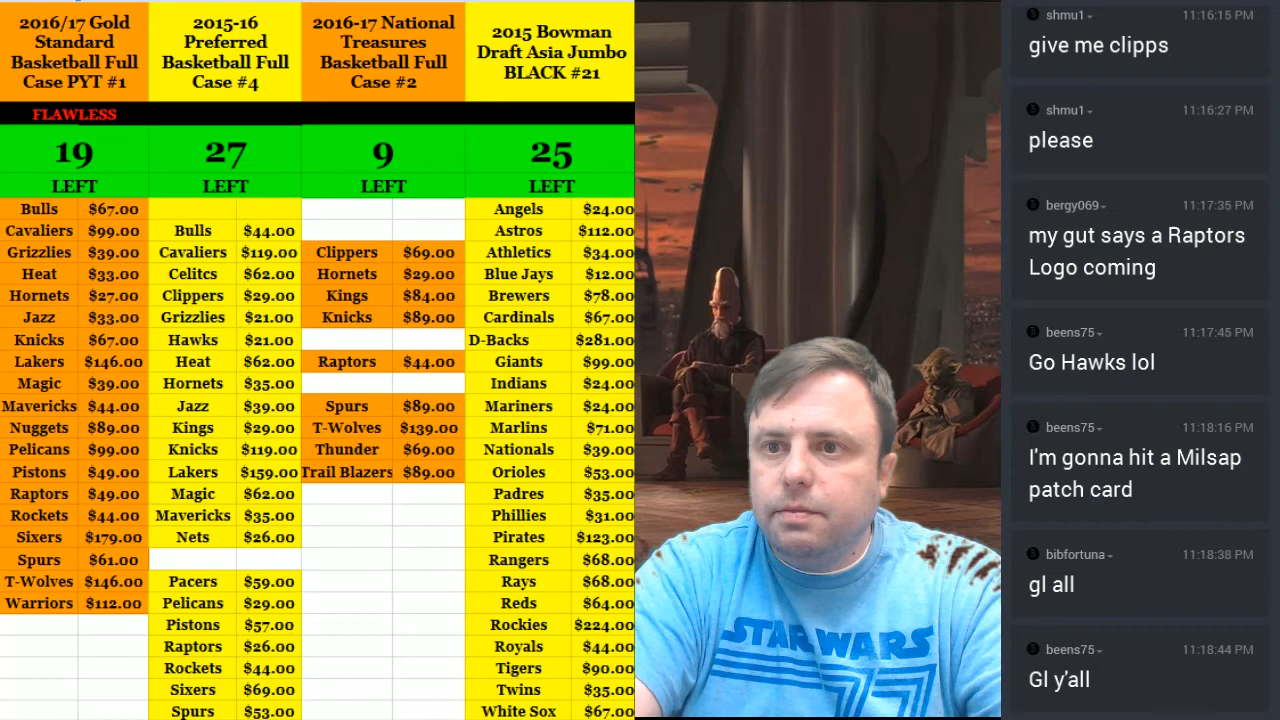 2016/17 Gold
Standard
Basketball Full
Case PYT #1
2015-16
Preferred
Basketball Full
Case #4
2016-17 National
Treasures
Basketball Full
Case #2
2015 Bowman
Draft Asia Jumbo
BLACK #21
FLAWLESS
19
27
9
25
LEFT
LEFT
LEFT
LEFT
Bulls $67.00
Cavaliers $99.00
Grizzlies $39.00
Heat $33.00
Hornets $27.00
Jazz $33.00
Knicks $67.00
Lakers $146.00
Magic $39.00
Mavericks $44.00
Nuggets $89.00
Pelicans $99.00
Pistons $49.00
Raptors $49.00
Rockets $44.00
Sixers $179.00
Spurs $61.00
T-Wolves $146.00
Warriors $112.00
Bulls $44.00
Cavaliers $119.00
Celitcs $62.00
Clippers $29.00
Grizzlies $21.00
Hawks $21.00
Heat $62.00
Hornets $35.00
Jazz $39.00
Kings $29.00
Knicks $119.00
Lakers $159.00
Magic $62.00
Mavericks $35.00
Nets $26.00
Pacers $59.00
Pelicans $29.00
Pistons $57.00
Raptors $26.00
Rockets $44.00
Sixers $69.00
Spurs $53.00
Clippers $69.00
Hornets $29.00
Kings $84.00
Knicks $89.00
Raptors $44.00
Spurs $89.00
T-Wolves $139.00
Thunder $69.00
Trail Blazers $89.00
Angels $24.00
Astros $112.00
Athletics $34.00
Blue Jays $12.00
Brewers $78.00
Cardinals $67.00
D-Backs $281.00
Giants $99.00
Indians $24.00
Mariners $24.00
Marlins $71.00
Nationals $39.00
Orioles $53.00
Padres $35.00
Phillies $31.00
Pirates $123.00
Rangers $68.00
Rays $68.00
Reds $64.00
Rockies $224.00
Royals $44.00
Tigers $90.00
Twins $35.00
White Sox $67.00
STAR WARS
77
shmu1 11:16:15 PM
give me clipps
shmu1 11:16:27 PM
please
bergy069 11:17:35 PM
my gut says a Raptors
Logo coming
beens75 11:17:45 PM
Go Hawks lol
beens75 11:18:16 PM
I'm gonna hit a Milsap
patch card
bibfortuna 11:18:38 PM
gl all
beens75 11:18:44 PM
Gl y'all